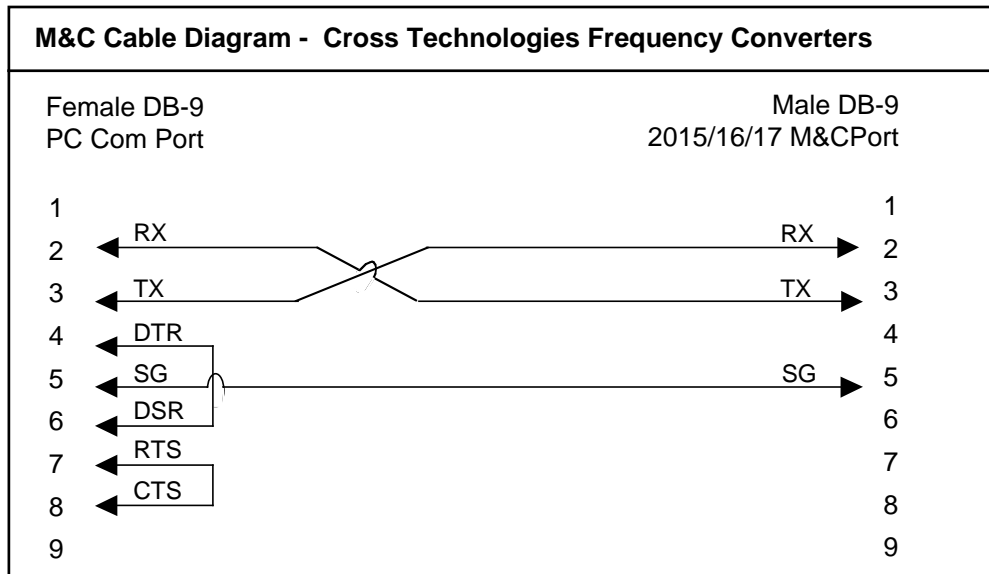 M&C Cable Diagram -  Cross Technologies Frequency Converters
Female DB-9
PC Com Port
Male DB-9
2015/16/17 M&CPort
1 1
2 RX RX 2
3 TX TX 3
4 DTR 4
5 SG SG 5
6 DSR 6
7 RTS 7
8 CTS 8
9 9